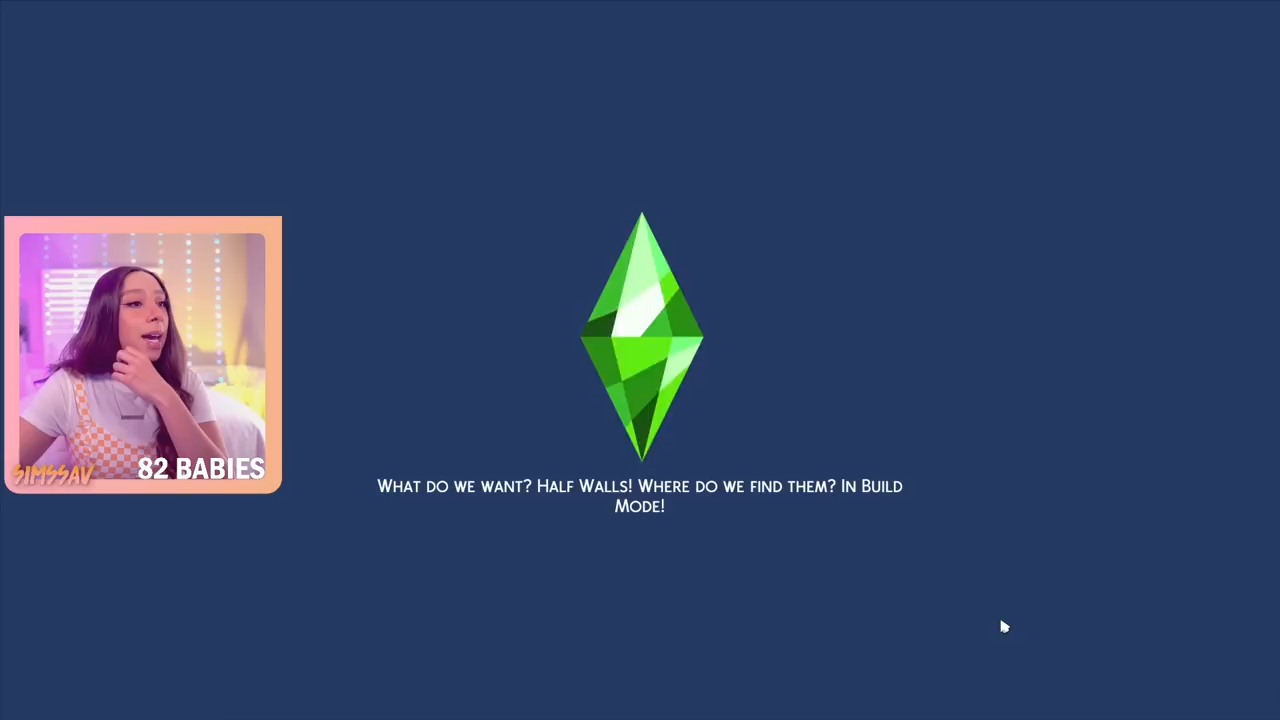 SIMSSAV
82 BABIES
WHAT DO WE WANT? HALF WALLS! WHERE DO WE FIND THEM? IN BUILD
MODE!